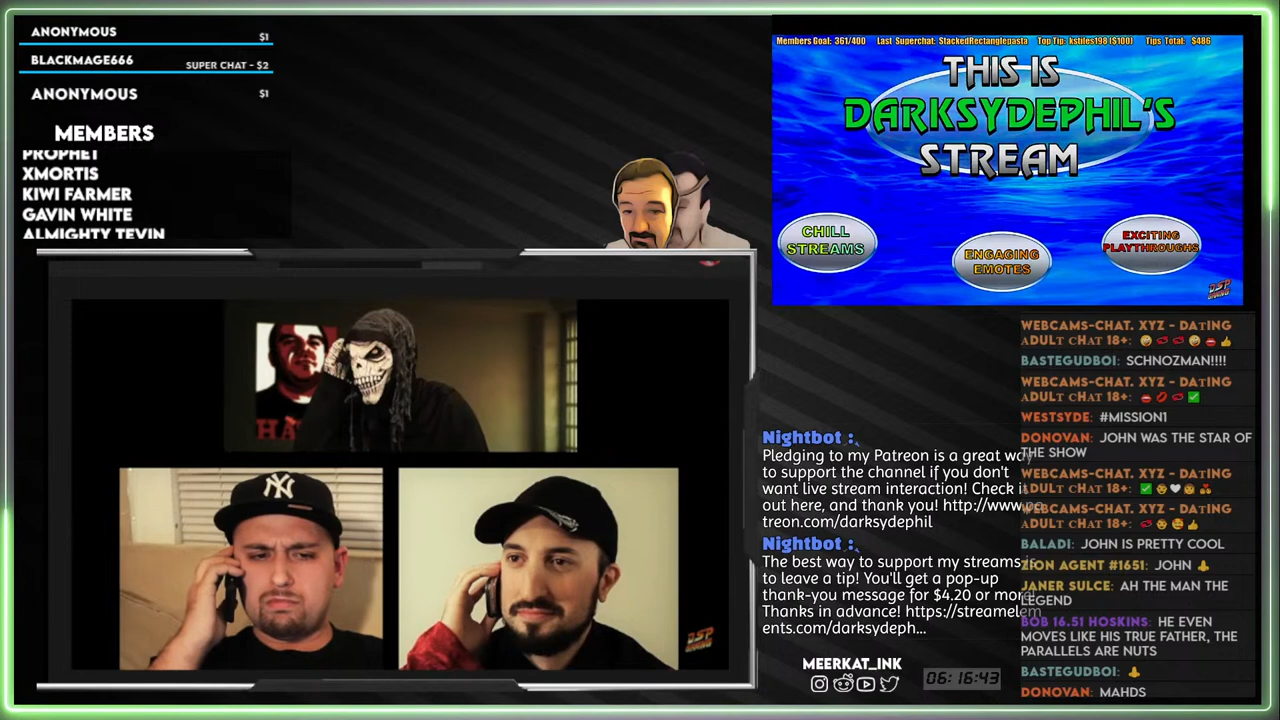 ANONYMOUS $1
BLACKMAGE666 SUPER CHAT - $2
ANONYMOUS $1
MEMBERS
PROPHET
XMORTIS
KIWI FARMER
GAVIN WHITE
ALMIGHTY TEVIN
Members Goal: 361/400 Last Superchat: StackedRectanglepasta Top Tip: kstiles198 ($100) Tips Total: $486
THIS IS
DARKSYDEPHIL'S
STREAM
CHILL
STREAMS
ENGAGING
EMOTES
EXCITING
PLAYTHROUGHS
DSP
GAMING
HA
NY
DSP
GAMING
Nightbot :
Pledging to my Patreon is a great way
to support the channel if you don't
want live stream interaction! Check it
out here, and thank you! http://www.pa
treon.com/darksydephil
Nightbot :
The best way to support my streams is
to leave a tip! You'll get a pop-up
thank-you message for $4.20 or more!
Thanks in advance! https://streamelem
ents.com/darksydeph...
MEERKAT_INK
06:16:43
WEBCAMS-CHAT. XYZ - DATING
ADULT CHAT 18+: 🤪 💋 💋 🤪 👄 👍
BASTEGUDBOI: SCHNOZMAN!!!!
WEBCAMS-CHAT. XYZ - DATING
ADULT CHAT 18+: 👄 💋 💋 ✅
WESTSYDE: #MISSION1
DONOVAN: JOHN WAS THE STAR OF
THE SHOW
WEBCAMS-CHAT. XYZ - DATING
ADULT CHAT 18+:
WEBCAMS-CHAT. XYZ - DATING
ADULT CHAT 18+:
BALADI: JOHN IS PRETTY COOL
ZION AGENT #1651: JOHN 👃
JANER SULCE: AH THE MAN THE
LEGEND
BOB 16.51 HOSKINS: HE EVEN
MOVES LIKE HIS TRUE FATHER, THE
PARALLELS ARE NUTS
BASTEGUDBOI: 👃
DONOVAN: MAHDS